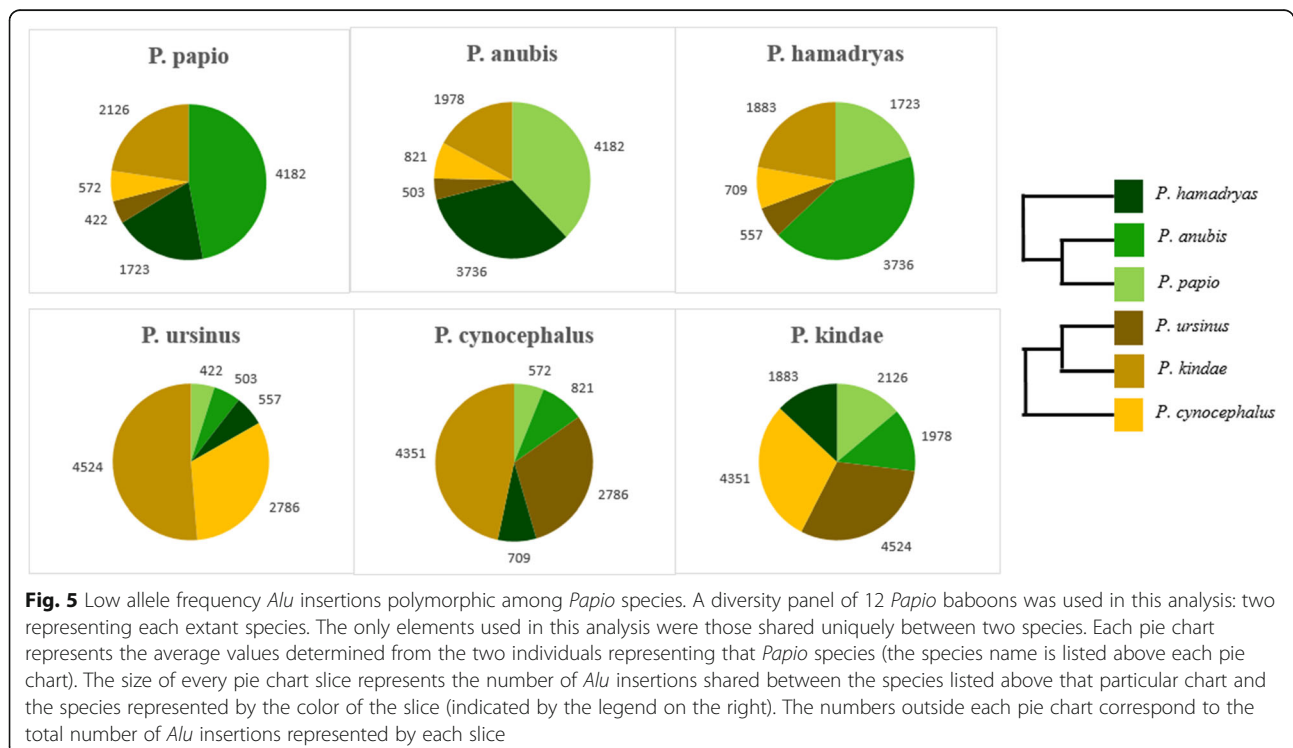 P. papio
2126
4182
572
422
1723
P. anubis
1978
4182
821
503
3736
P. hamadryas
1883
1723
709
557
3736
P. hamadryas
P. anubis
P. papio
P. ursinus
P. kindae
P. cynocephalus
P. ursinus
422
503
557
4524
2786
P. cynocephalus
572
821
4351
2786
709
P. kindae
1883
2126
1978
4351
4524
Fig. 5 Low allele frequency Alu insertions polymorphic among Papio species. A diversity panel of 12 Papio baboons was used in this analysis: two
representing each extant species. The only elements used in this analysis were those shared uniquely between two species. Each pie chart
represents the average values determined from the two individuals representing that Papio species (the species name is listed above each pie
chart). The size of every pie chart slice represents the number of Alu insertions shared between the species listed above that particular chart and
the species represented by the color of the slice (indicated by the legend on the right). The numbers outside each pie chart correspond to the
total number of Alu insertions represented by each slice